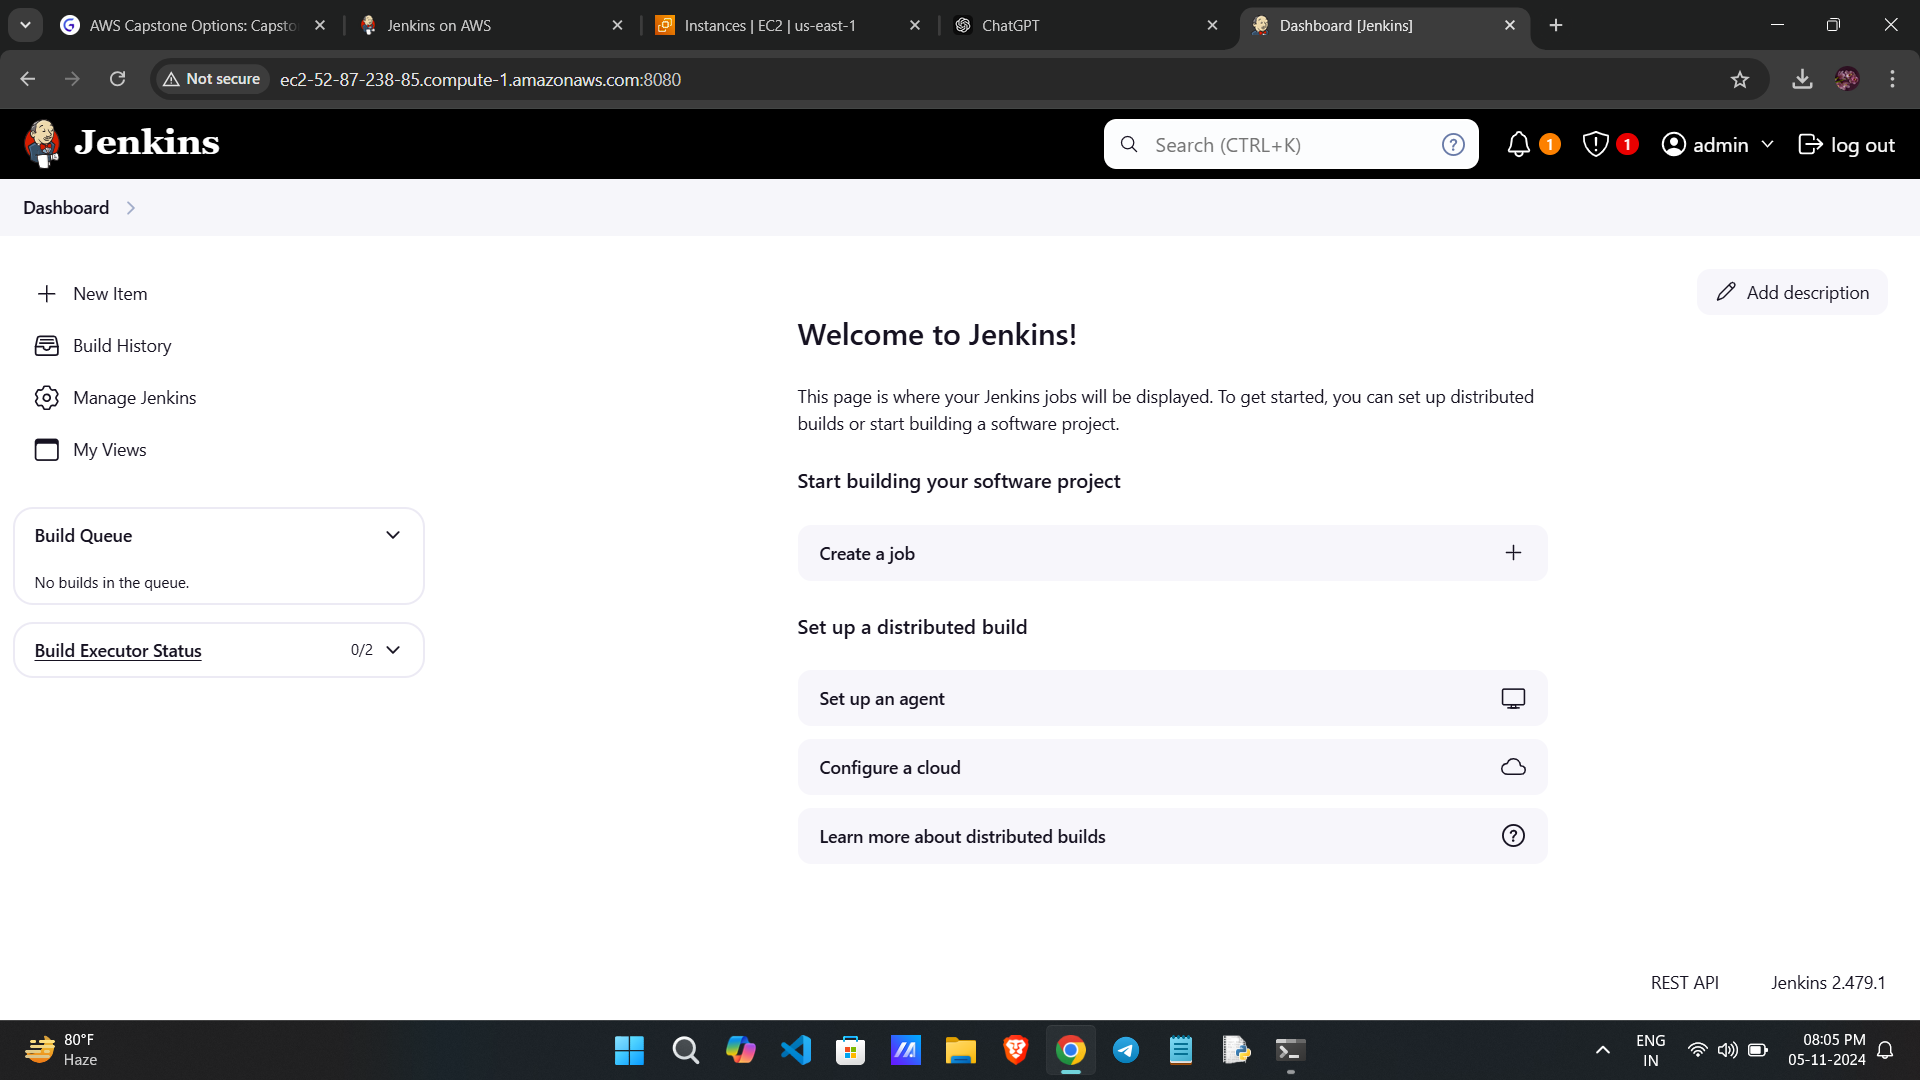 AWS Capstone Options: Capsto
Jenkins on AWS
Instances | EC2 | us-east-1
ChatGPT
Dashboard [Jenkins]
Not secure
ec2-52-87-238-85.compute-1.amazonaws.com:8080
Jenkins
Search (CTRL+K)
1
1
admin
log out
Dashboard
New Item
Build History
Manage Jenkins
My Views
Build Queue
No builds in the queue.
Build Executor Status
0/2
Add description
Welcome to Jenkins!
This page is where your Jenkins jobs will be displayed. To get started, you can set up distributed
builds or start building a software project.
Start building your software project
Create a job
Set up a distributed build
Set up an agent
Configure a cloud
Learn more about distributed builds
REST API
Jenkins 2.479.1
80°F
Haze
ENG
IN
08:05 PM
05-11-2024